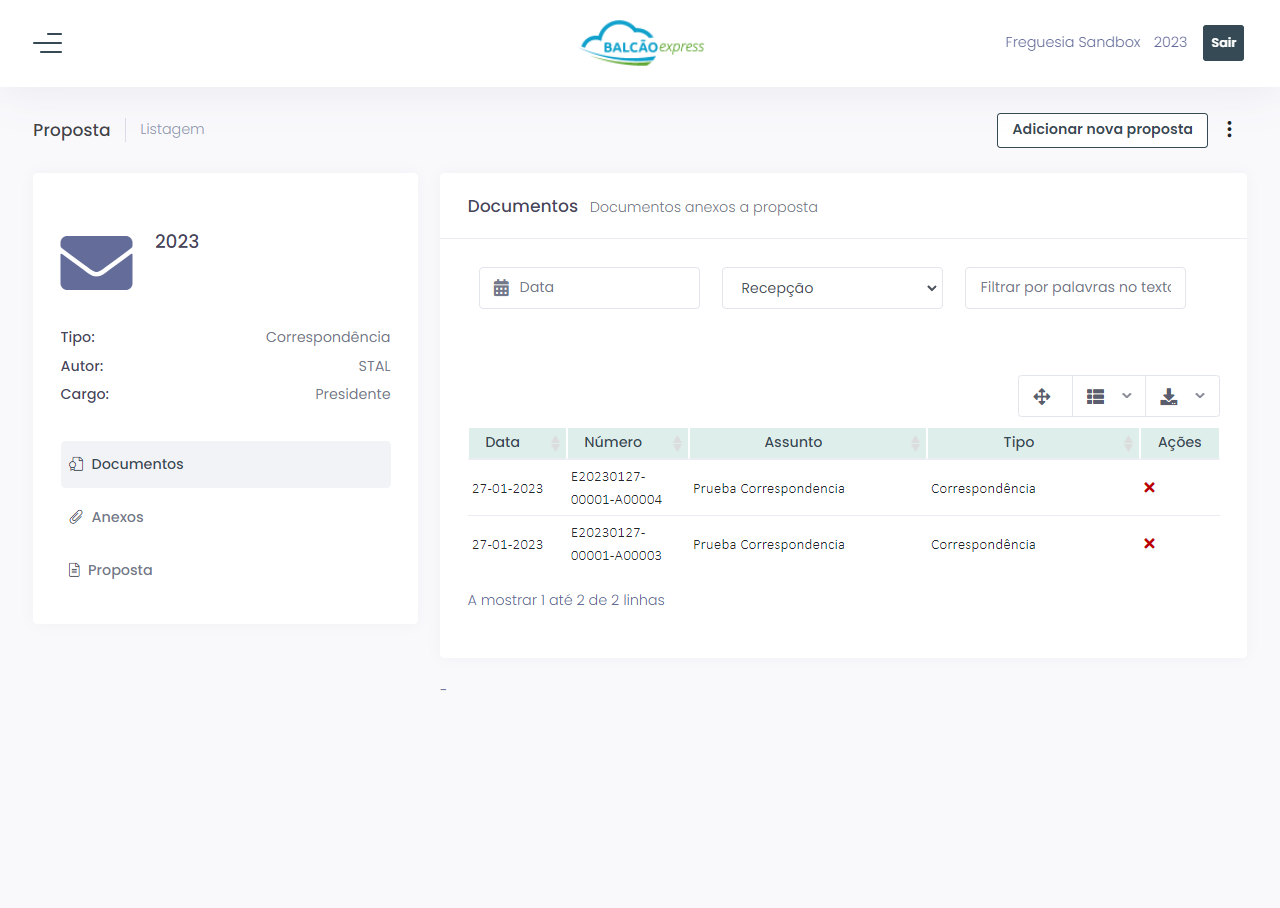 BALCÃOexpress
Freguesia Sandbox 2023 Sair
Proposta Listagem
Adicionar nova proposta
2023
Tipo: Correspondência
Autor: STAL
Cargo: Presidente
Documentos
Anexos
Proposta
Documentos Documentos anexos a proposta
Data Recepção Filtrar por palavras no texto
Data Número Assunto Tipo Ações
27-01-2023 E20230127-00001-A00004 Prueba Correspondencia Correspondência
27-01-2023 E20230127-00001-A00003 Prueba Correspondencia Correspondência
A mostrar 1 até 2 de 2 linhas
-